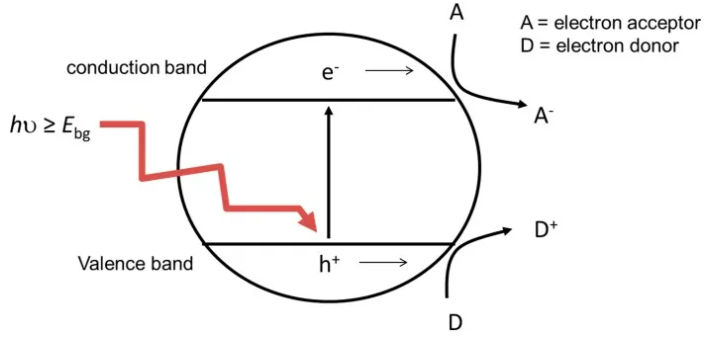 A
A = electron acceptor
D = electron donor
conduction band
e⁻
A⁻
hυ ≥ E_bg
D⁺
Valence band
h⁺
D